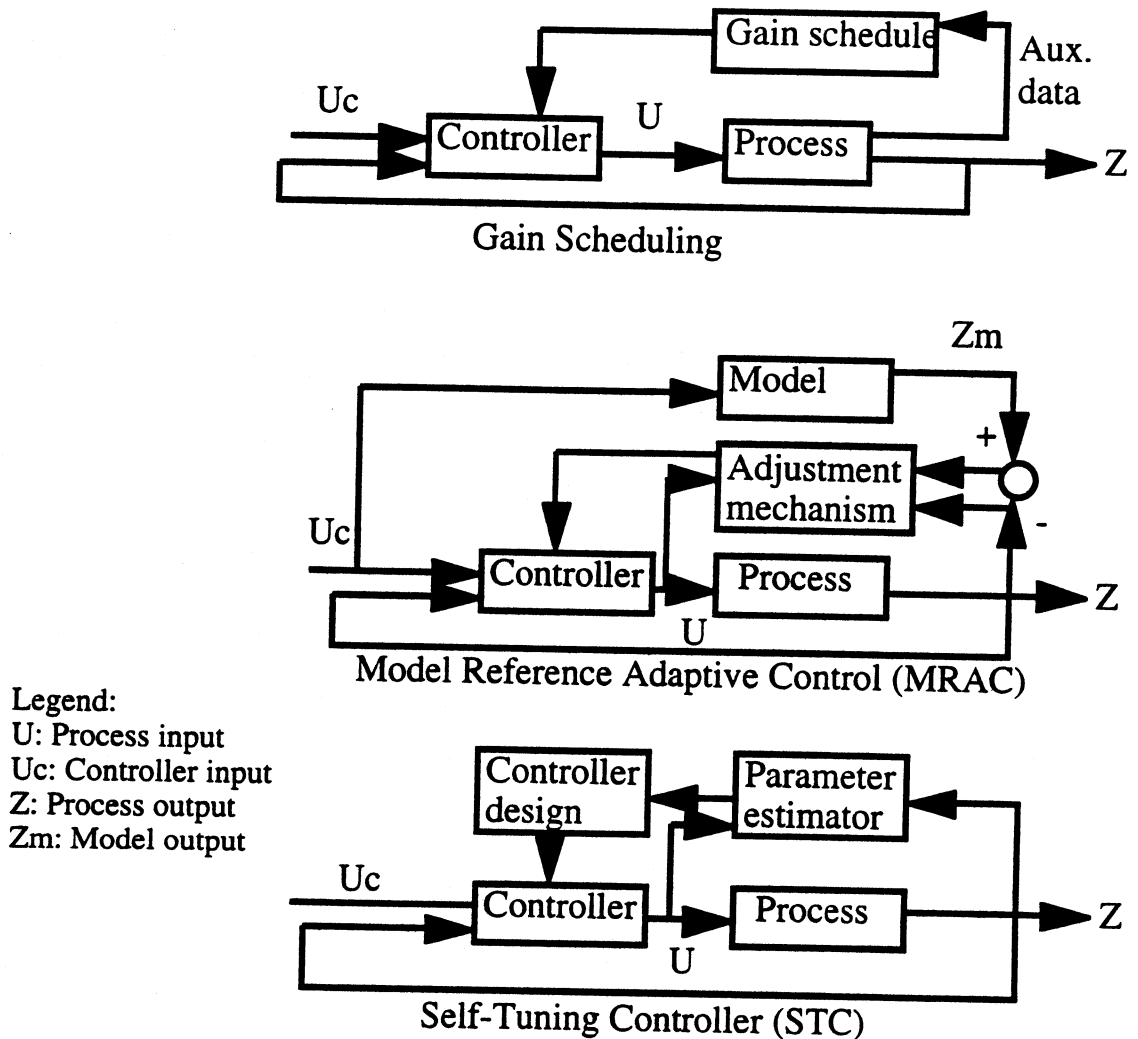 Gain schedule
Aux.
data
Uc
Controller
U
Process
Z
Gain Scheduling
Zm
Model
+
Adjustment
mechanism
-
Uc
Controller
Process
Z
U
Model Reference Adaptive Control (MRAC)
Legend:
U: Process input
Uc: Controller input
Z: Process output
Zm: Model output
Controller
design
Parameter
estimator
Uc
Controller
Process
Z
U
Self-Tuning Controller (STC)